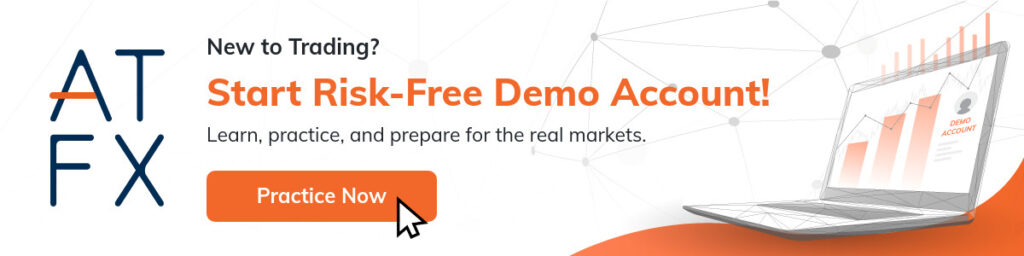 AT
FX
New to Trading?
Start Risk-Free Demo Account!
Learn, practice, and prepare for the real markets.
Practice Now
DEMO
ACCOUNT